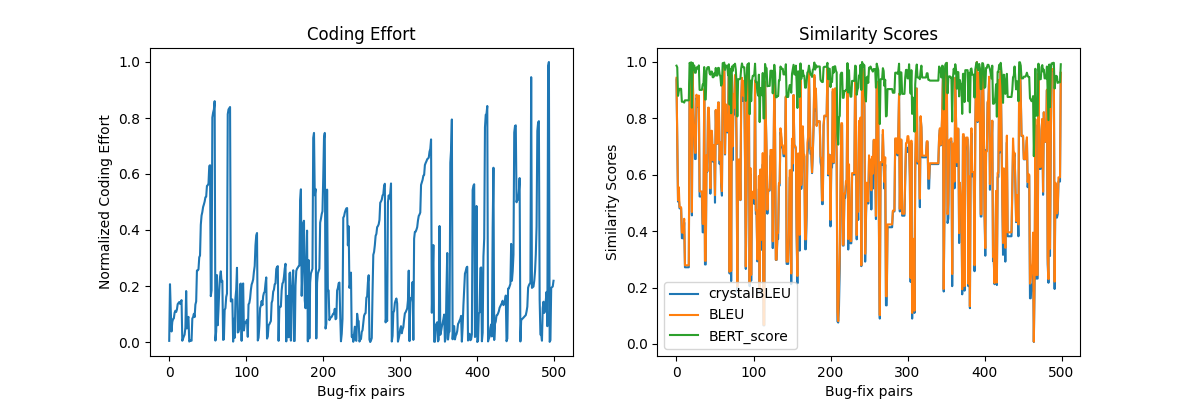 Coding Effort
Normalized Coding Effort
1.0
0.8
0.6
0.4
0.2
0.0
0
100
200
300
400
500
Bug-fix pairs
Similarity Scores
Similarity Scores
1.0
0.8
0.6
0.4
0.2
0.0
crystalBLEU
BLEU
BERT_score
0
100
200
300
400
500
Bug-fix pairs